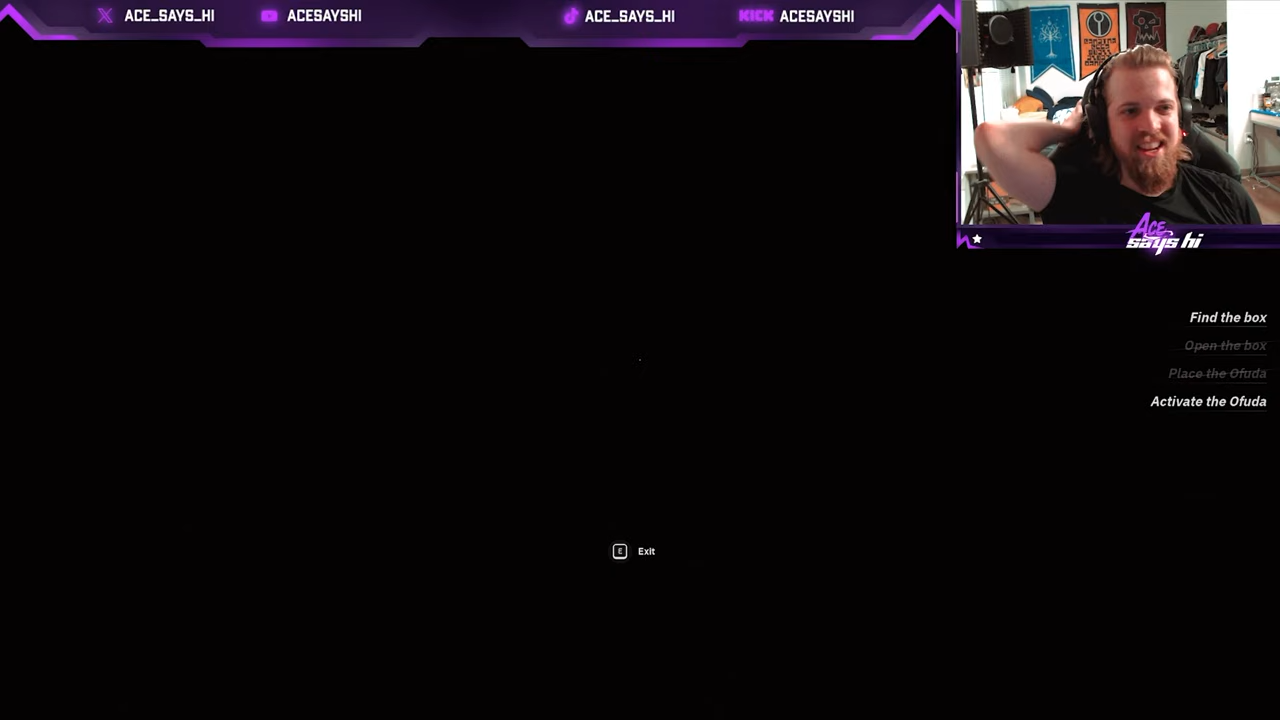 ACE_SAYS_HI
ACESAYSHI
ACE_SAYS_HI
KICK ACESAYSHI
Ace
says hi
Find the box
Open the box
Place the Ofuda
Activate the Ofuda
E Exit